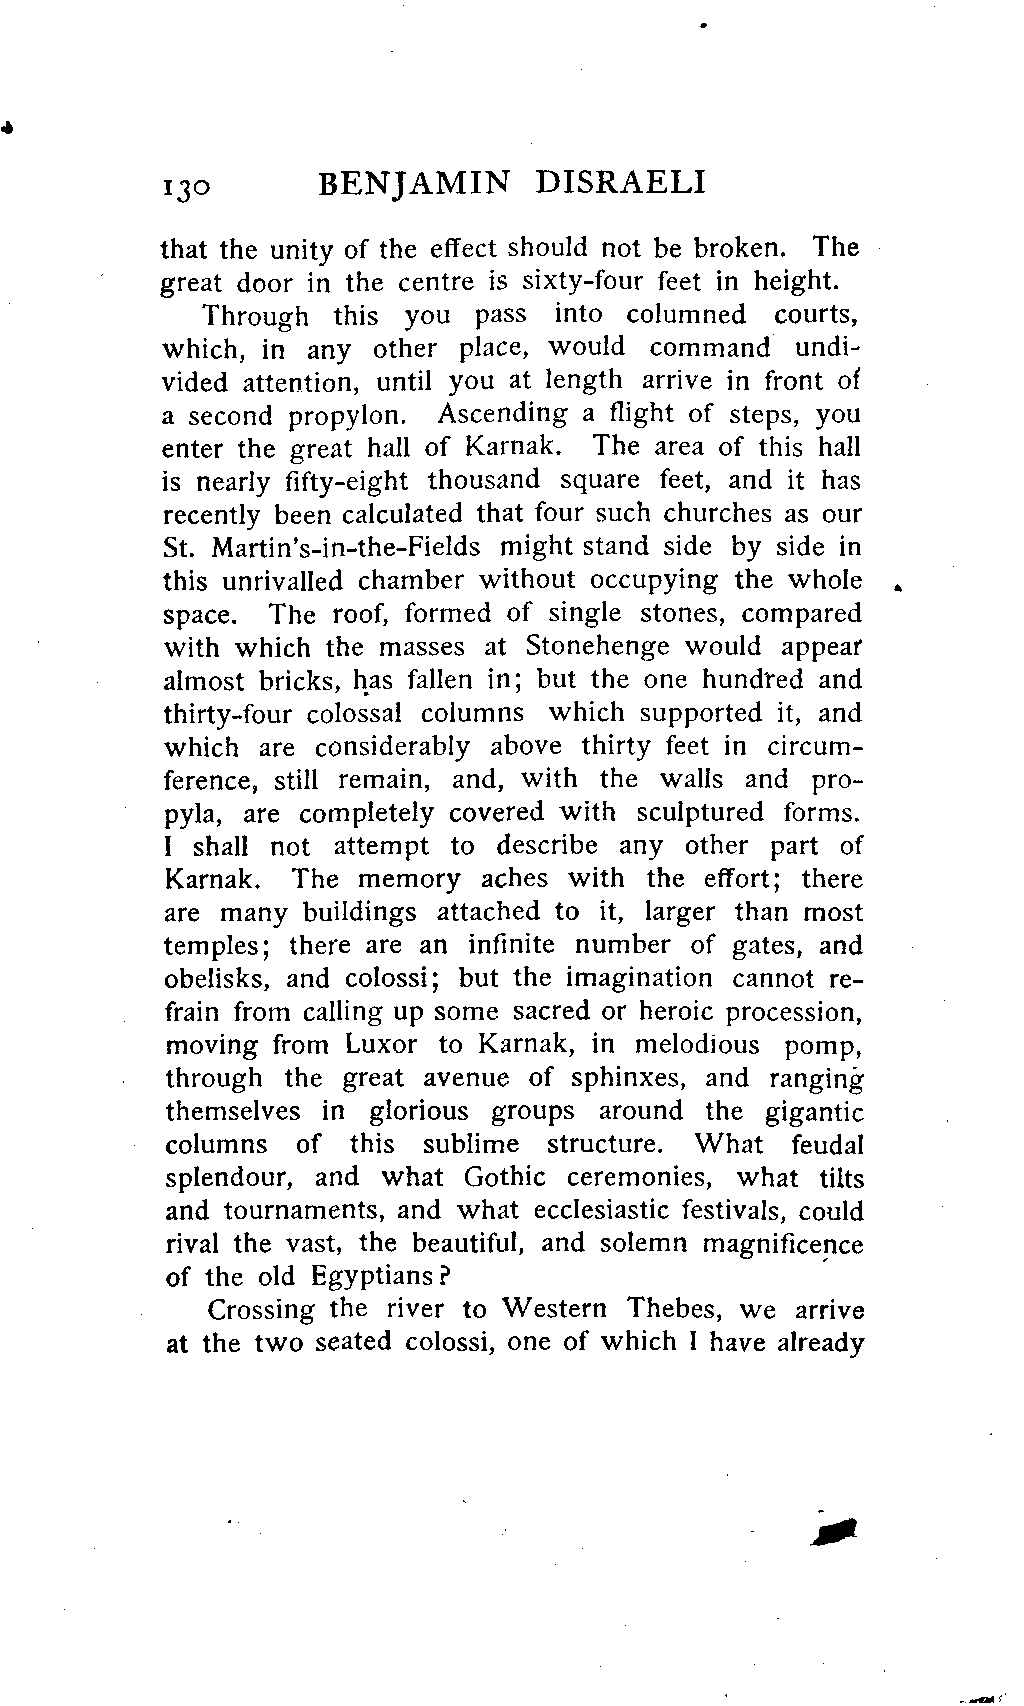 130 BENJAMIN DISRAELI
that the unity of the effect should not be broken. The
great door in the centre is sixty-four feet in height.
Through this you pass into columned courts,
which, in any other place, would command undi-
vided attention, until you at length arrive in front of
a second propylon. Ascending a flight of steps, you
enter the great hall of Karnak. The area of this hall
is nearly fifty-eight thousand square feet, and it has
recently been calculated that four such churches as our
St. Martin's-in-the-Fields might stand side by side in
this unrivalled chamber without occupying the whole
space. The roof, formed of single stones, compared
with which the masses at Stonehenge would appear
almost bricks, has fallen in; but the one hundred and
thirty-four colossal columns which supported it, and
which are considerably above thirty feet in circum-
ference, still remain, and, with the walls and pro-
pyla, are completely covered with sculptured forms.
I shall not attempt to describe any other part of
Karnak. The memory aches with the effort; there
are many buildings attached to it, larger than most
temples; there are an infinite number of gates, and
obelisks, and colossi; but the imagination cannot re-
frain from calling up some sacred or heroic procession,
moving from Luxor to Karnak, in melodious pomp,
through the great avenue of sphinxes, and ranging
themselves in glorious groups around the gigantic
columns of this sublime structure. What feudal
splendour, and what Gothic ceremonies, what tilts
and tournaments, and what ecclesiastic festivals, could
rival the vast, the beautiful, and solemn magnificence
of the old Egyptians?
Crossing the river to Western Thebes, we arrive
at the two seated colossi, one of which I have already